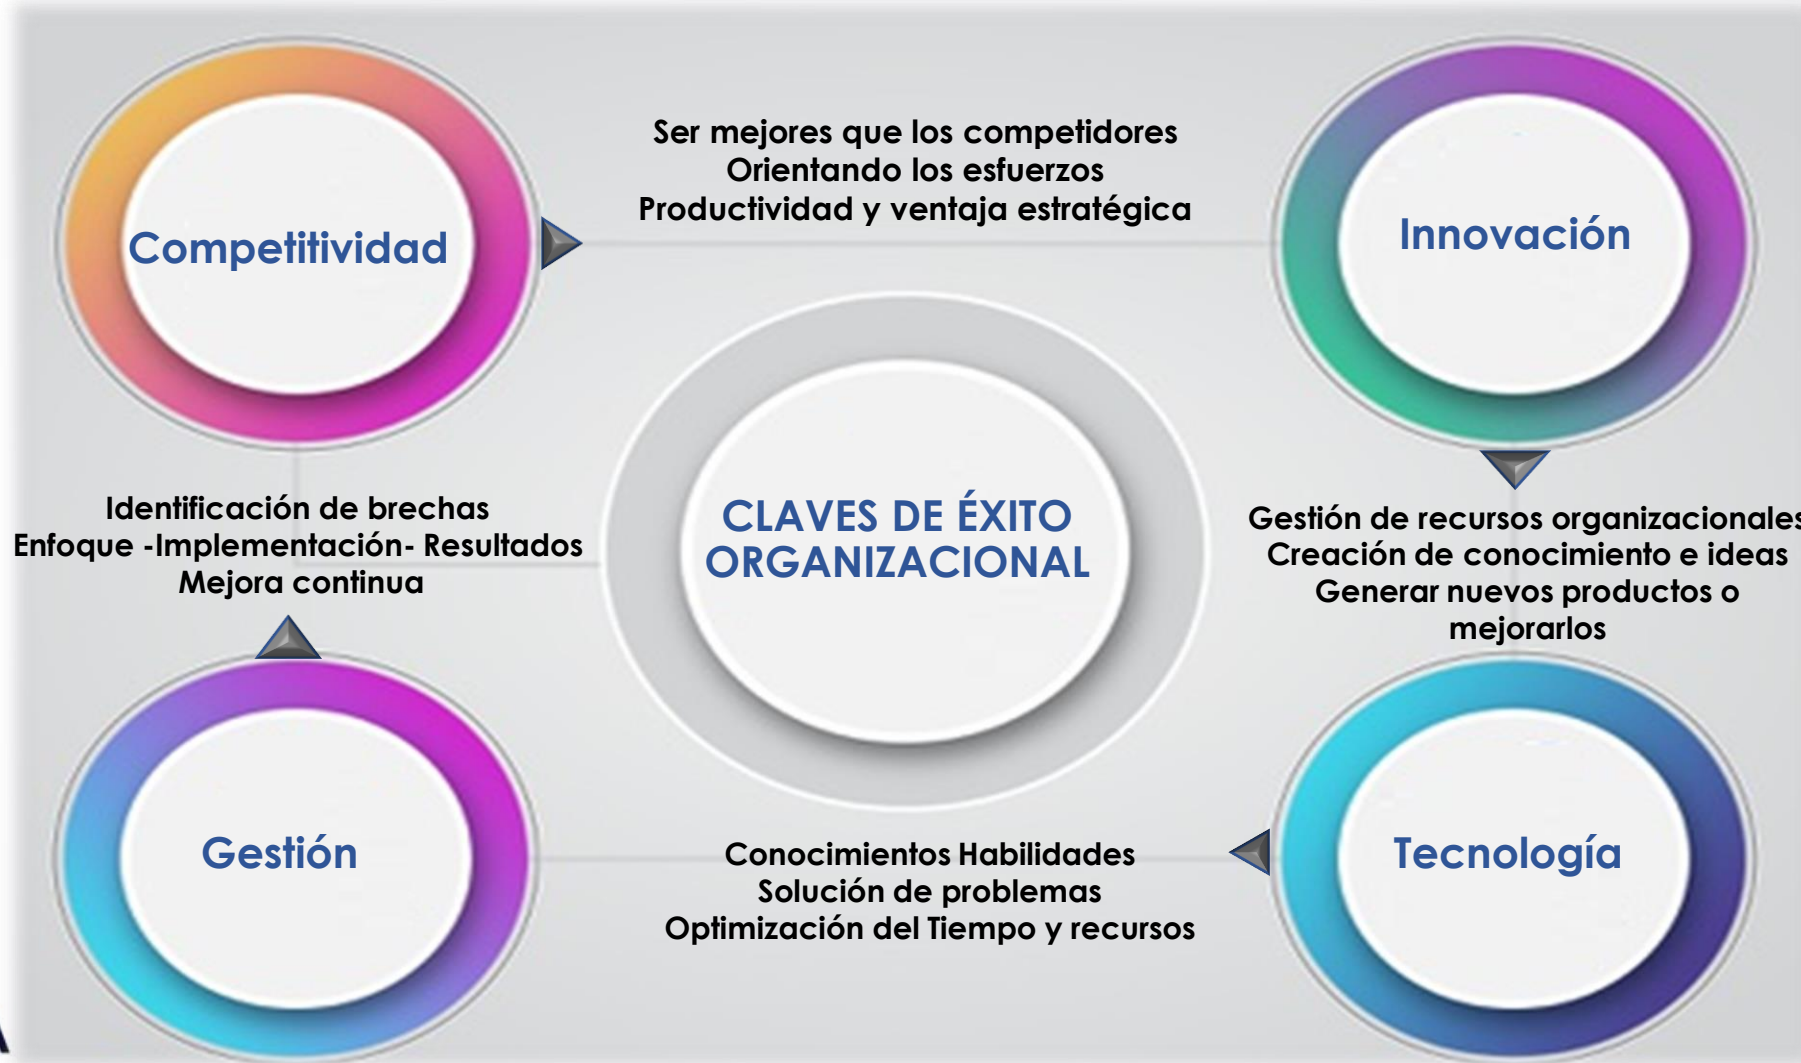 Competitividad
Ser mejores que los competidores
Orientando los esfuerzos
Productividad y ventaja estratégica
Innovación
Identificación de brechas
Enfoque -Implementación- Resultados
Mejora continua
CLAVES DE ÉXITO
ORGANIZACIONAL
Gestión de recursos organizacionales
Creación de conocimiento e ideas
Generar nuevos productos o
mejorarlos
Gestión
Conocimientos Habilidades
Solución de problemas
Optimización del Tiempo y recursos
Tecnología